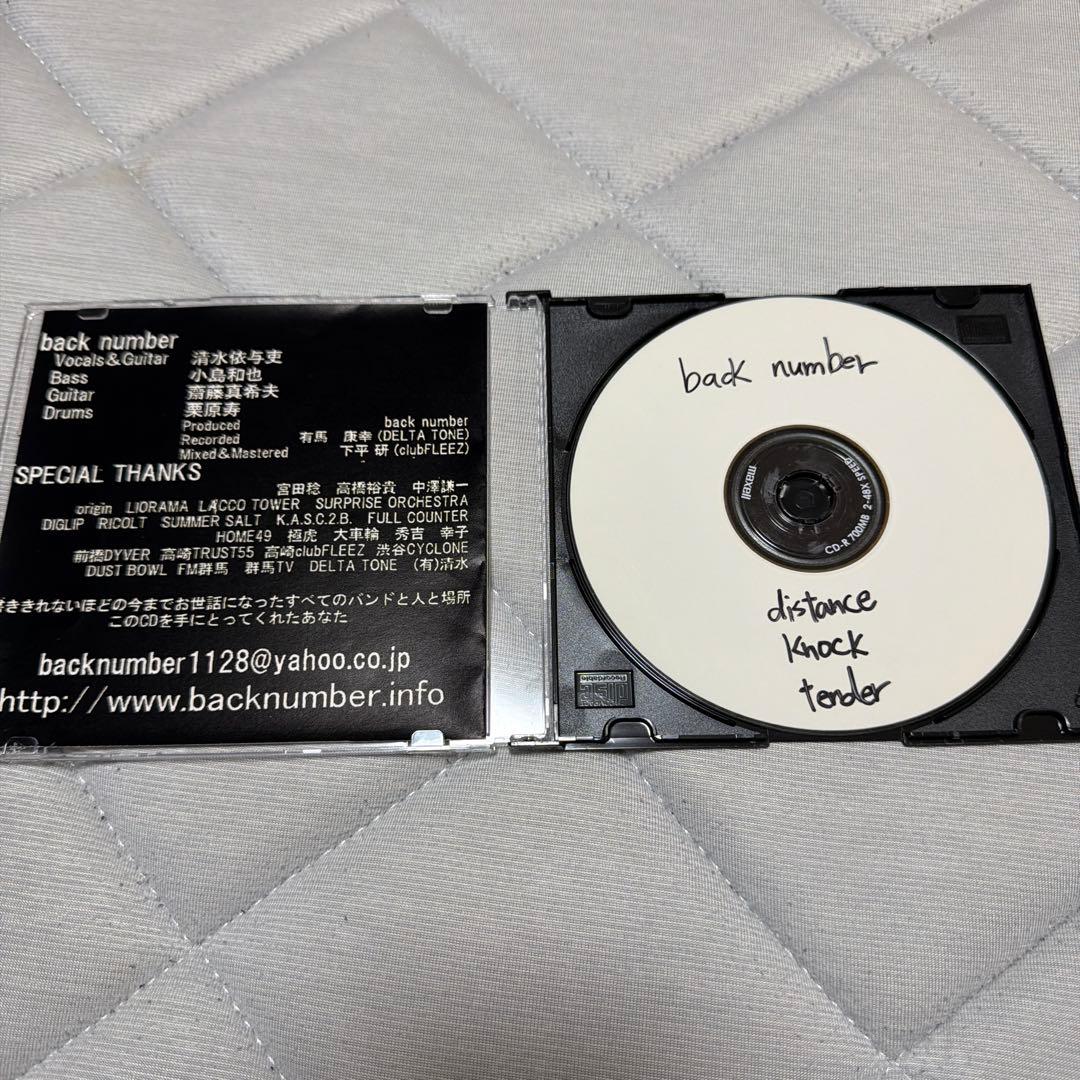 back number
Vocals&Guitar 清水依与吏
Bass 小島和也
Guitar 齋藤真希夫
Drums 栗原寿
Produced back number
Recorded 有馬 康幸(DELTA TONE)
Mixed&Mastered 下平 研(clubFLEEZ)
SPECIAL THANKS
宮田稔 高橋裕貴 中澤謙一
origin LIORAMA LACCO TOWER SURPRISE ORCHESTRA
DIGLIP RICOLT SUMMER SALT K.A.S.C.2.B. FULL COUNTER
HOME49 極虎 大車輪 秀吉 幸子
前橋DYVER 高崎TRUST55 高崎clubFLEEZ 渋谷CYCLONE
DUST BOWL FM群馬 群馬TV DELTA TONE (有)清水
書ききれないほどの今までお世話になったすべてのバンドと人と場所
このCDを手にとってくれたあなた
backnumber1128@yahoo.co.jp
http://www.backnumber.info
back number
maxell
CD-R 700MB 2-48X SPEED
distance
knock
tender
disc
Recordable